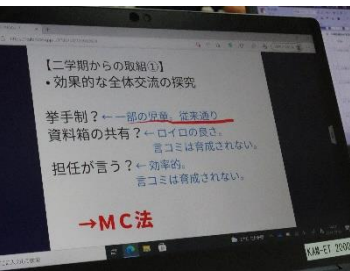 【二学期からの取組①】
・効果的な全体交流の探究
挙手制？←一部の児童。従来通り
資料箱の共有？←ロイロの良さ。
言コミは育成されない。
担任が言う？←効率的。
言コミは育成されない。
→ＭＣ法
KAM-ET 2000